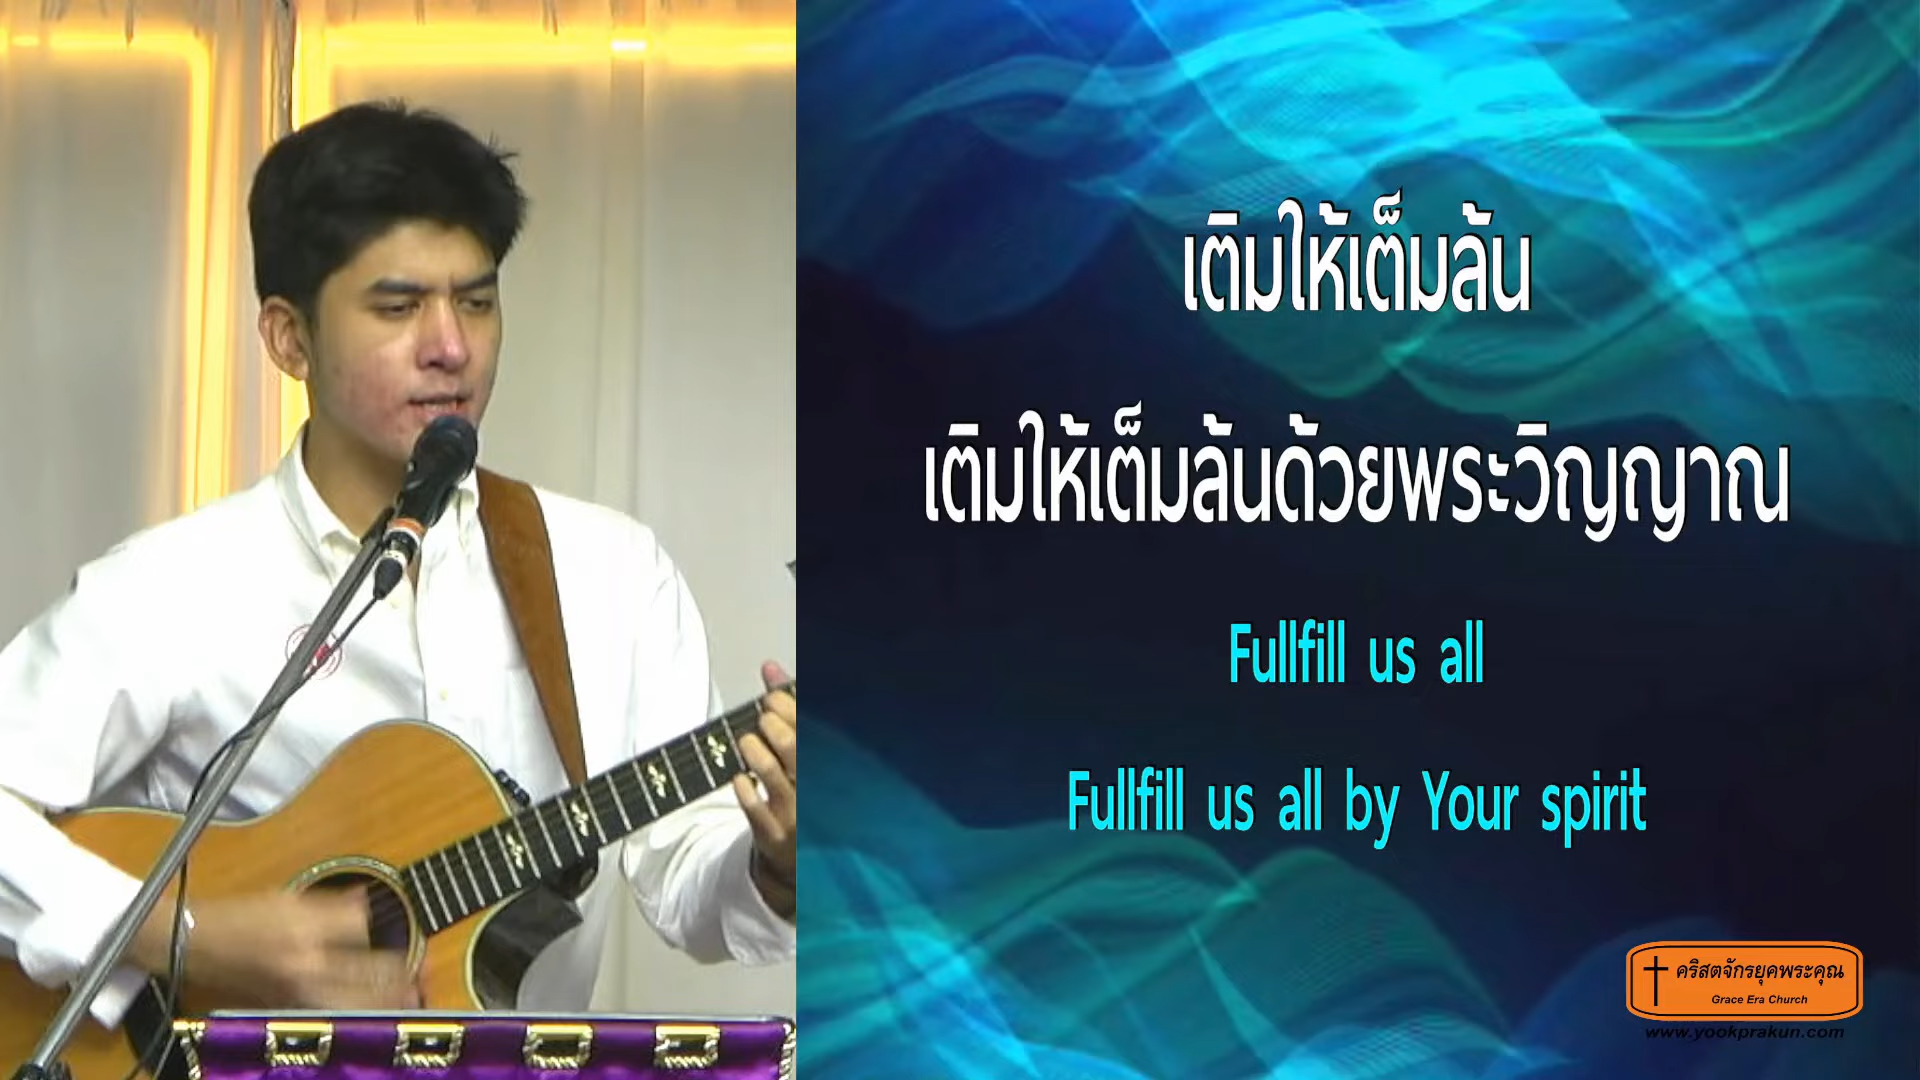 เติมให้เต็มล้น
เติมให้เต็มล้นด้วยพระวิญญาณ
Fullfill us all
Fullfill us all by Your spirit
คริสตจักรยุคพระคุณ
Grace Era Church
www.yookprakun.com